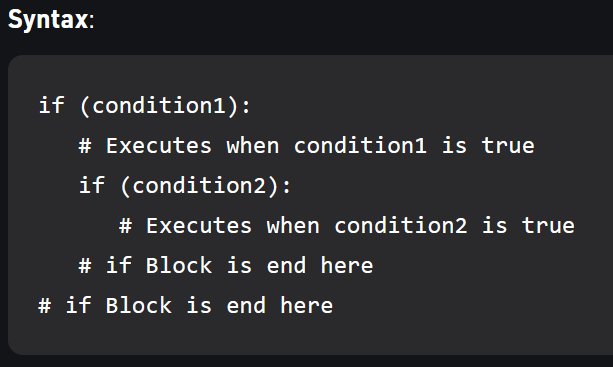 Syntax:
if (condition1):
   # Executes when condition1 is true
   if (condition2):
      # Executes when condition2 is true
   # if Block is end here
# if Block is end here